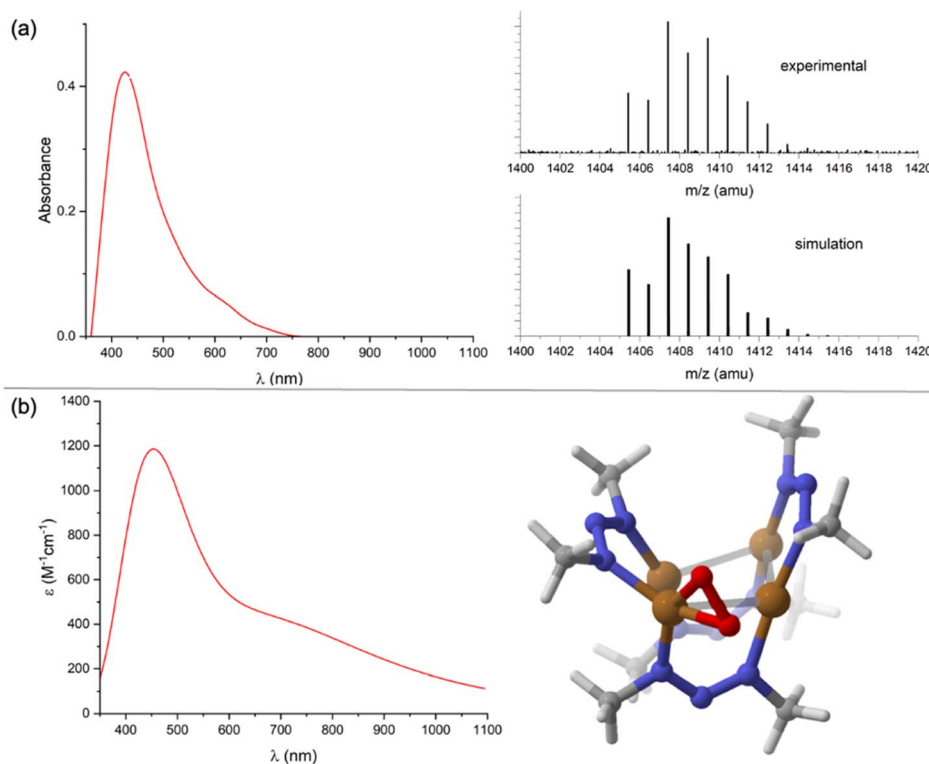 (a)
Absorbance
0.4
0.2
0.0
400 500 600 700 800 900 1000 1100
λ (nm)
experimental
1400 1402 1404 1406 1408 1410 1412 1414 1416 1418 1420
m/z (amu)
simulation
1400 1402 1404 1406 1408 1410 1412 1414 1416 1418 1420
m/z (amu)
(b)
ε (M⁻¹cm⁻¹)
1400
1200
1000
800
600
400
200
0
400 500 600 700 800 900 1000 1100
λ (nm)